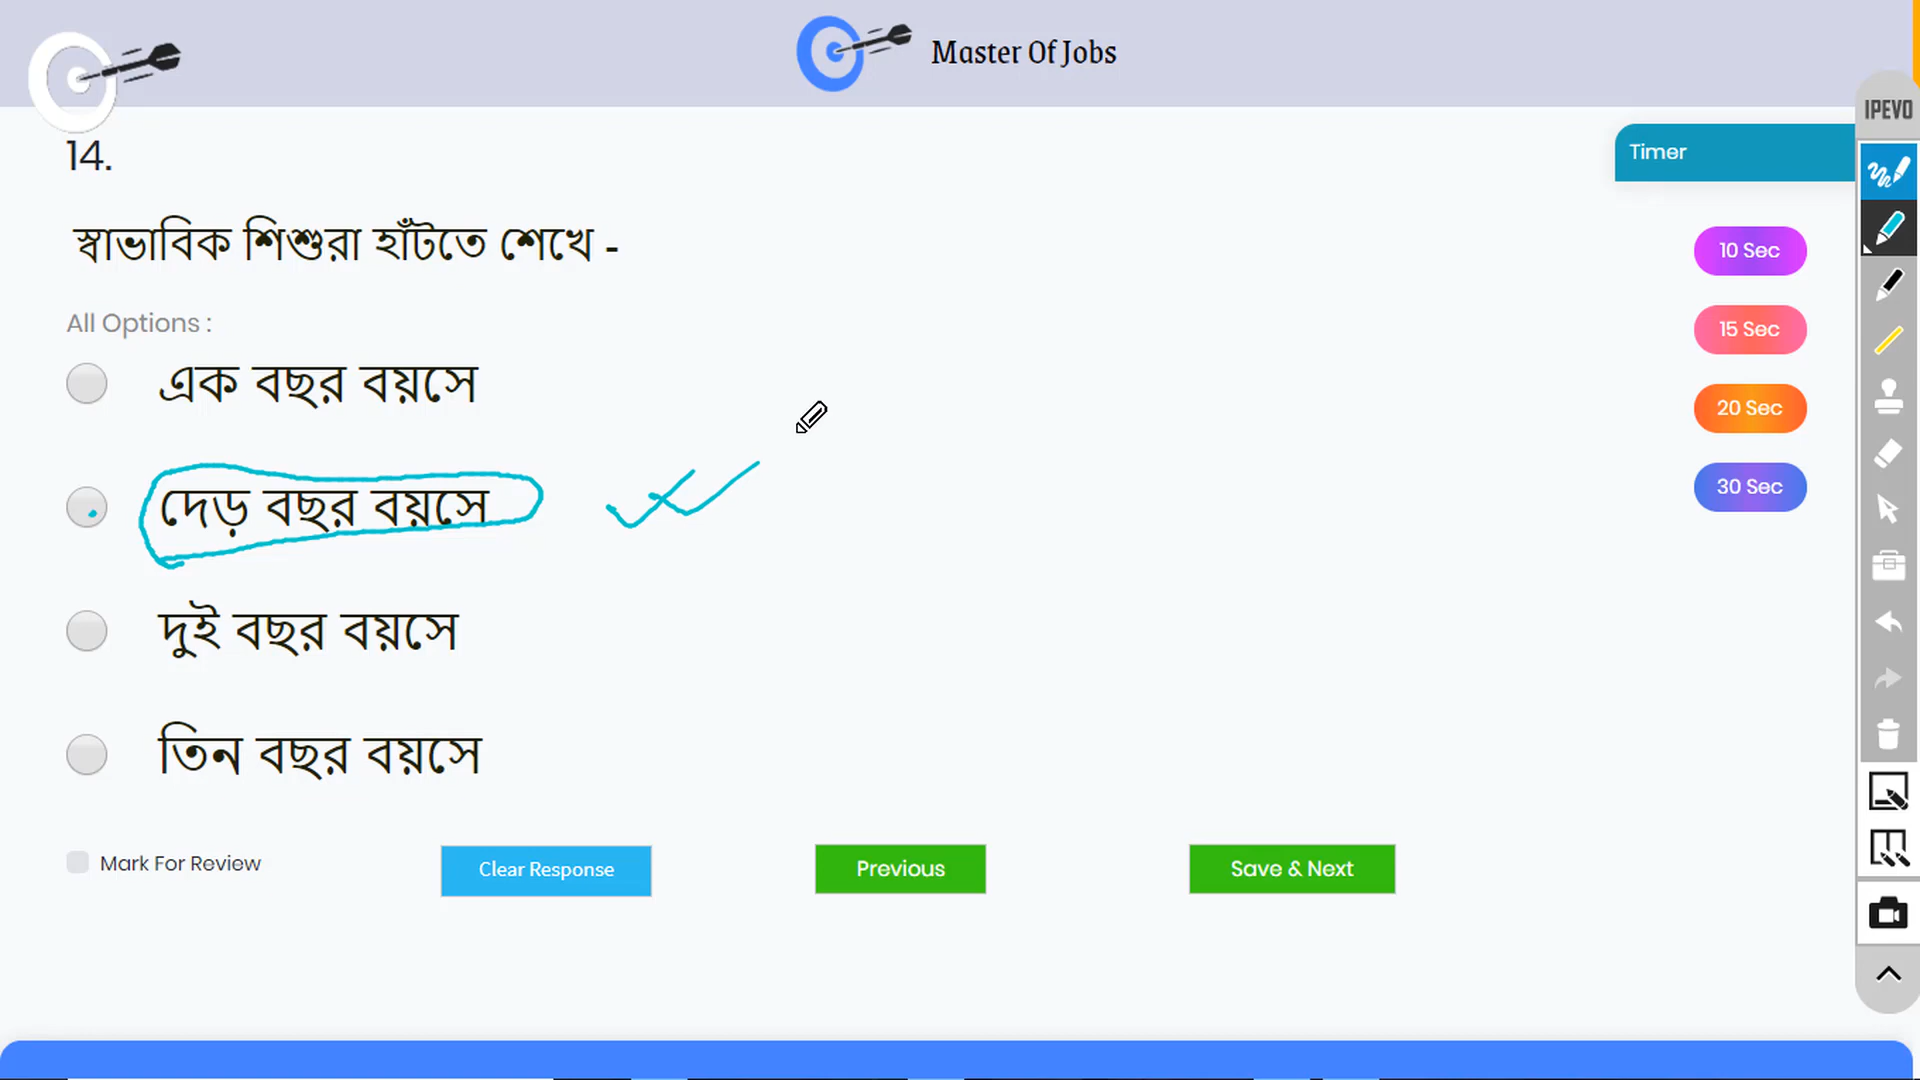 Master Of Jobs
IPEVO
14.
Timer
স্বাভাবিক শিশুরা হাঁটতে শেখে -
10 Sec
All Options :
15 Sec
এক বছর বয়সে
20 Sec
দেড় বছর বয়সে
30 Sec
দুই বছর বয়সে
তিন বছর বয়সে
Mark For Review
Clear Response
Previous
Save & Next